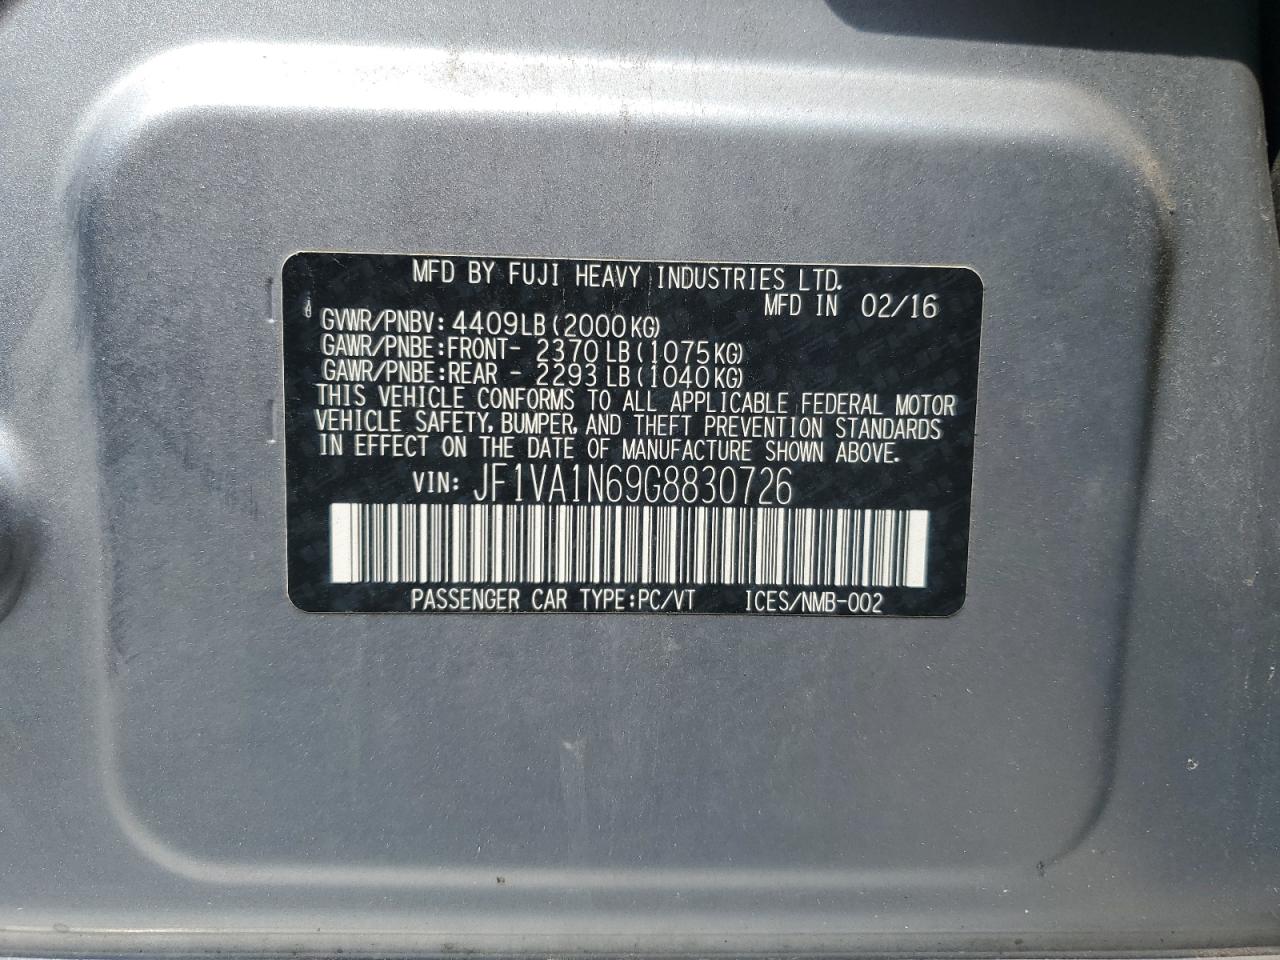 MFD BY FUJI HEAVY INDUSTRIES LTD.
MFD IN 02/16
GVWR/PNBV: 4409LB(2000KG)
GAWR/PNBE:FRONT- 2370LB(1075KG)
GAWR/PNBE:REAR - 2293LB(1040KG)
THIS VEHICLE CONFORMS TO ALL APPLICABLE FEDERAL MOTOR
VEHICLE SAFETY, BUMPER, AND THEFT PREVENTION STANDARDS
IN EFFECT ON THE DATE OF MANUFACTURE SHOWN ABOVE.
VIN: JF1VA1N69G8830726
PASSENGER CAR TYPE:PC/VT ICES/NMB-002